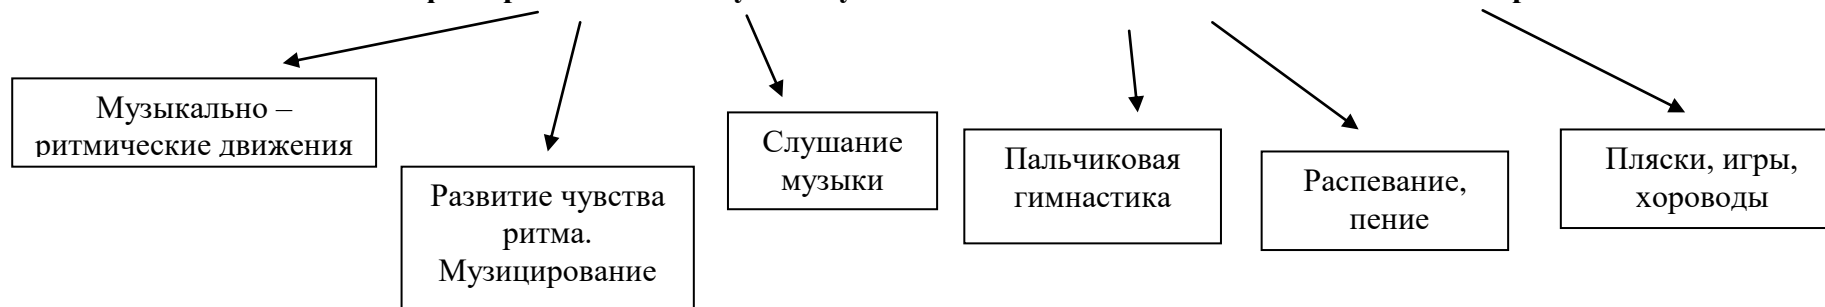 Музыкально –
ритмические движения
Развитие чувства
ритма.
Музицирование
Слушание
музыки
Пальчиковая
гимнастика
Распевание,
пение
Пляски, игры,
хороводы